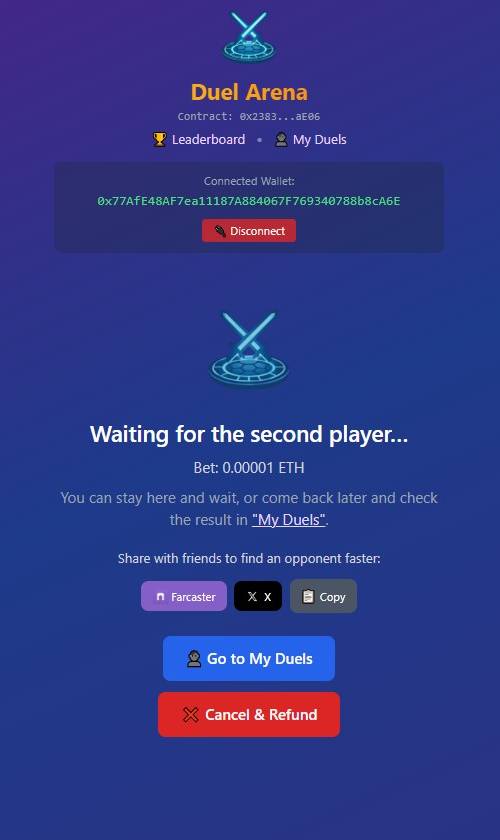 Duel Arena
Contract: 0x2383...aE06
Leaderboard • My Duels
Connected Wallet:
0x77AfE48AF7ea11187A884067F769340788b8cA6E
Disconnect
Waiting for the second player...
Bet: 0.00001 ETH
You can stay here and wait, or come back later and check
the result in "My Duels".
Share with friends to find an opponent faster:
Farcaster X Copy
Go to My Duels
Cancel & Refund